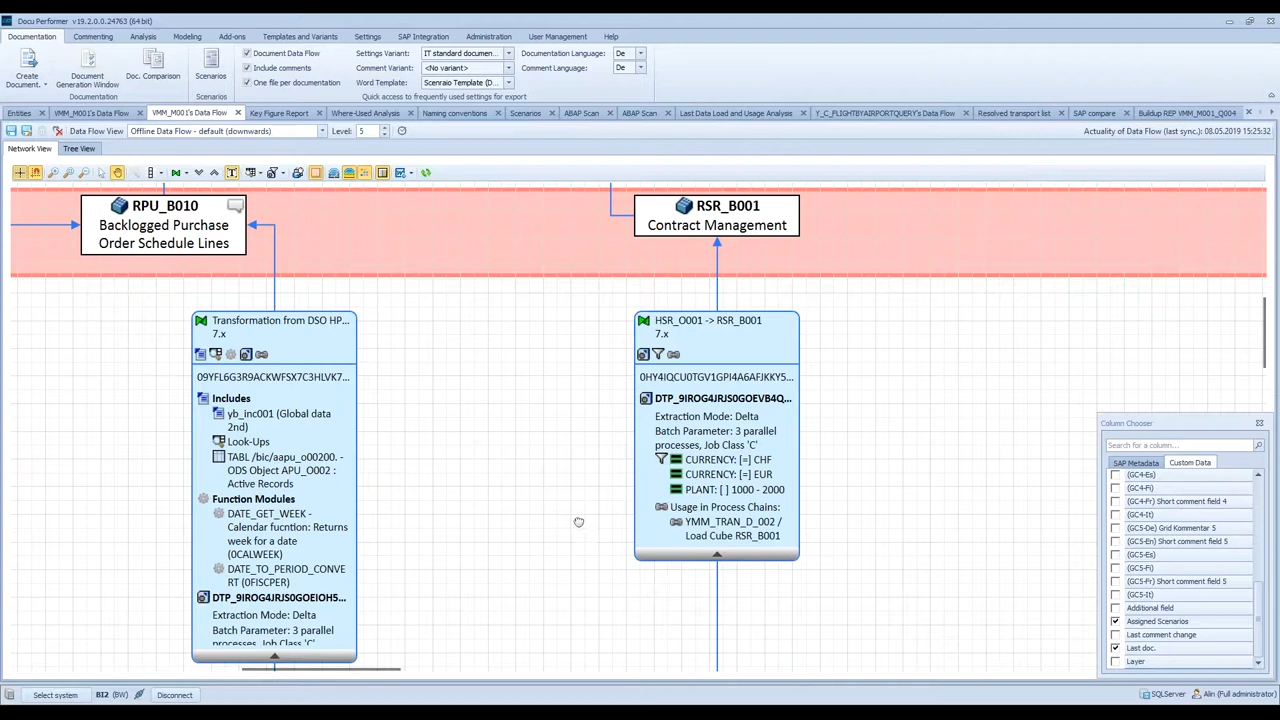 Docu Performer v19.2.0.0.24763 (64 bit)
Documentation Commenting Analysis Modeling Add-ons Templates and Variants Settings SAP Integration Administration User Management Help
Create Document.
Document Generation Window
Doc. Comparison
Documentation
Scenarios
Scenarios
Document Data Flow
Include comments
One file per documentation
Settings Variant: IT standard documen...
Comment Variant: <No variant>
Word Template: Scenraio Template (D...
Documentation Language: De
Comment Language: De
Quick access to frequently used settings for export
Entities VMM_M001's Data Flow VMM_M001's Data Flow Key Figure Report Where-Used Analysis Naming conventions Scenarios ABAP Scan ABAP Scan Last Data Load and Usage Analysis Y_C_FLIGHTBYAIRPORTQUERY's Data Flow Resolved transport list SAP compare Buildup REP VMM_M001_Q004
Data Flow View Offline Data Flow - default (downwards) Level: 5
Actuality of Data Flow (last sync.): 08.05.2019 15:25:32
Network View Tree View
RPU_B010
Backlogged Purchase
Order Schedule Lines
RSR_B001
Contract Management
Transformation from DSO HP...
7.x
09YFL6G3R9ACKWFSX7C3HLVK7...
Includes
yb_inc001 (Global data
2nd)
Look-Ups
TABL /bic/aapu_o00200. -
ODS Object APU_O002 :
Active Records
Function Modules
DATE_GET_WEEK -
Calendar fucntion: Returns
week for a date
(0CALWEEK)
DATE_TO_PERIOD_CONVE
RT (0FISCPER)
DTP_9IROG4JRJS0GOEIOH5...
Extraction Mode: Delta
Batch Parameter: 3 parallel
processes, Job Class 'C'
HSR_O001 -> RSR_B001
7.x
0HY4IQCU0TGV1GPI4A6AFJKKY5...
DTP_9IROG4JRJS0GOEVB4Q...
Extraction Mode: Delta
Batch Parameter: 3 parallel
processes, Job Class 'C'
CURRENCY: [=] CHF
CURRENCY: [=] EUR
PLANT: [ ] 1000 - 2000
Usage in Process Chains:
YMM_TRAN_D_002 /
Load Cube RSR_B001
Column Chooser
Search for a column...
SAP Metadata Custom Data
(GC4-Es)
(GC4-Fi)
(GC4-Fr) Short comment field 4
(GC4-It)
(GC5-De) Grid Kommentar 5
(GC5-En) Short comment field 5
(GC5-Es)
(GC5-Fi)
(GC5-Fr) Short comment field 5
(GC5-It)
Additional field
Assigned Scenarios
Last comment change
Last doc.
Layer
Select system BI2 (BW) Disconnect
SQLServer Alin (Full administrator)